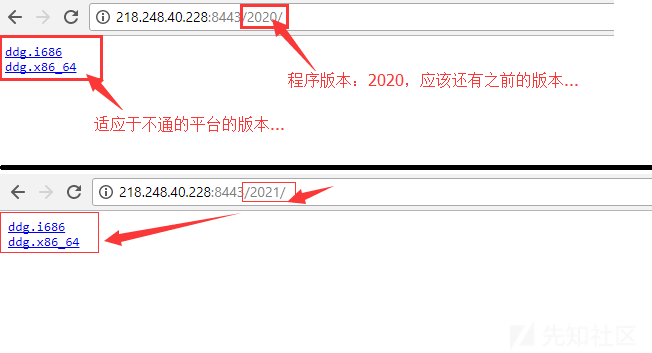 218.248.40.228:8443/2020/
ddg.i686
ddg.x86_64
程序版本：2020，应该还有之前的版本...
适应于不通的平台的版本...
218.248.40.228:8443/2021/
ddg.i686
ddg.x86_64
先知社区